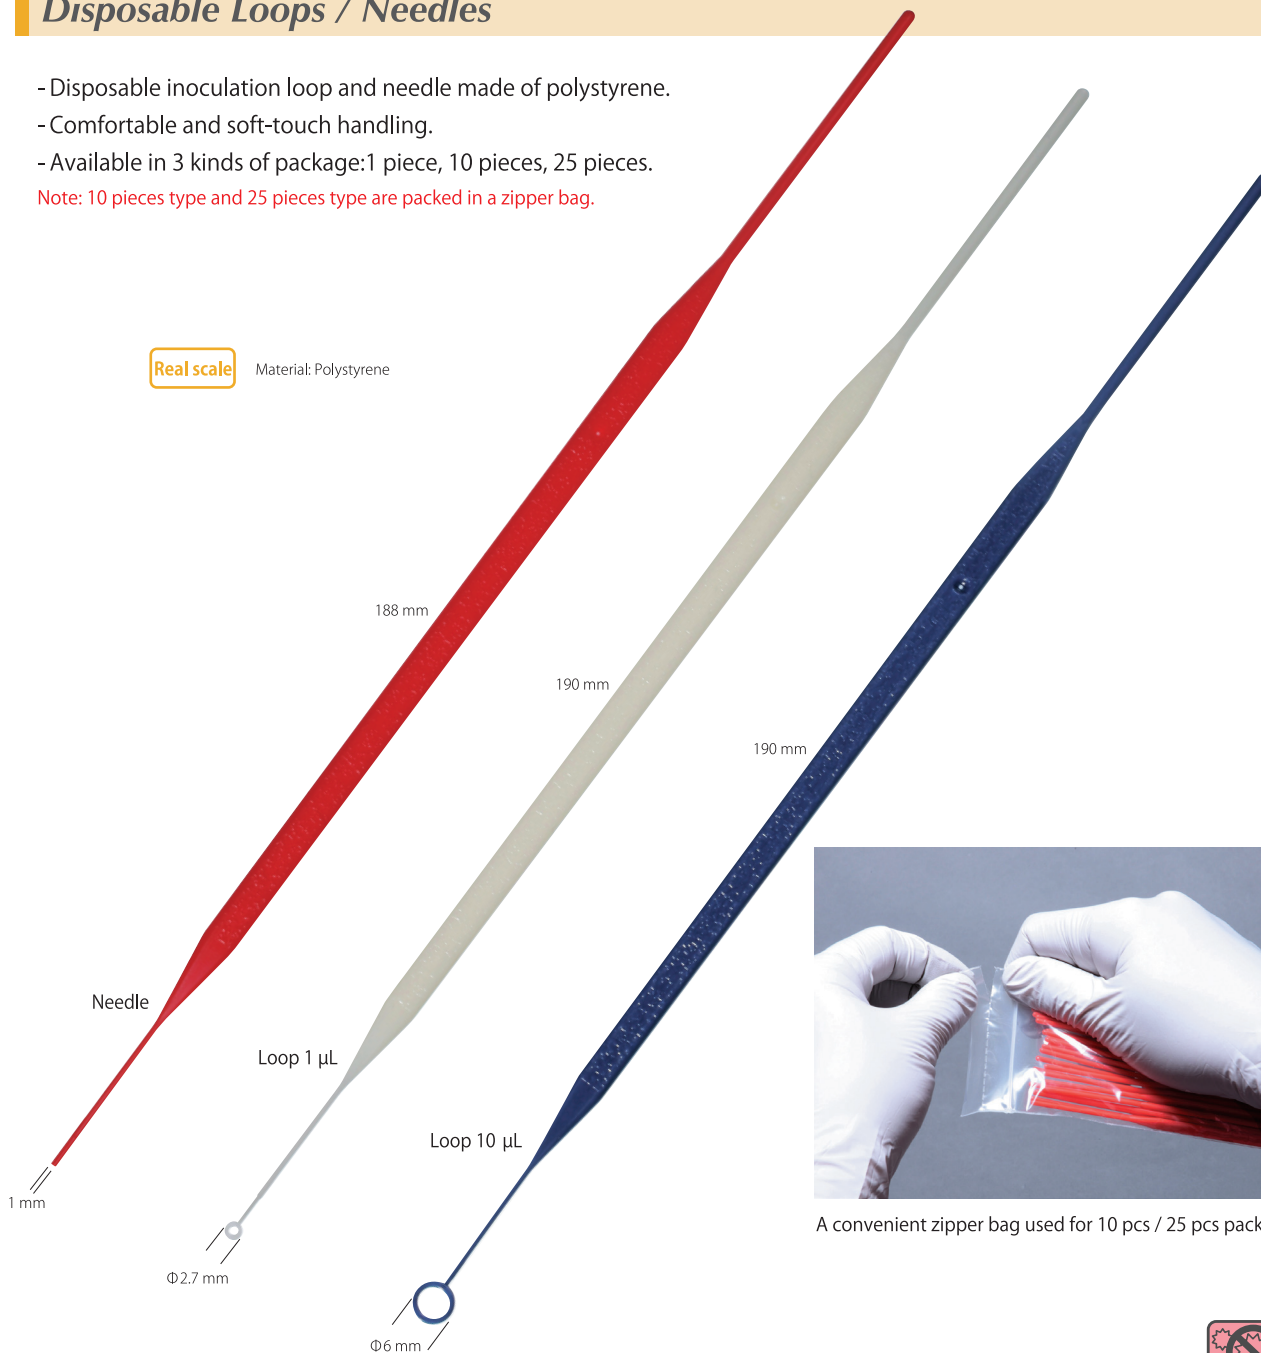 Disposable Loops / Needles
- Disposable inoculation loop and needle made of polystyrene.
- Comfortable and soft-touch handling.
- Available in 3 kinds of package:1 piece, 10 pieces, 25 pieces.
Note: 10 pieces type and 25 pieces type are packed in a zipper bag.
Real scale
Material: Polystyrene
188 mm
190 mm
190 mm
Needle
Loop 1 μL
Loop 10 μL
1 mm
Φ2.7 mm
Φ6 mm
A convenient zipper bag used for 10 pcs / 25 pcs pack